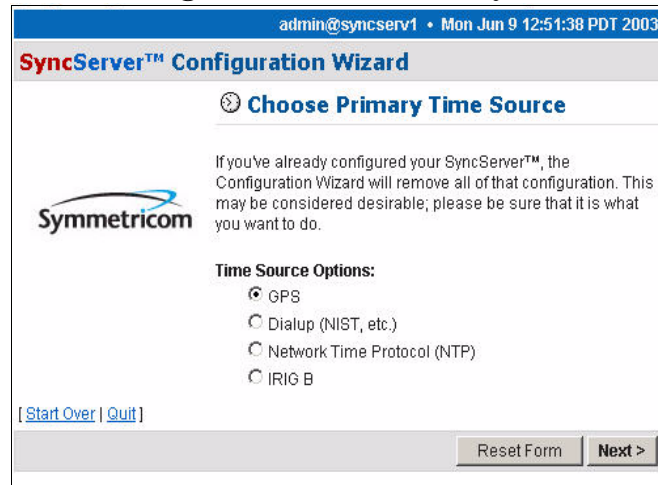 admin@syncserv1 • Mon Jun 9 12:51:38 PDT 2003
SyncServer™ Configuration Wizard
Choose Primary Time Source
If you've already configured your SyncServer™, the
Configuration Wizard will remove all of that configuration. This
may be considered desirable; please be sure that it is what
you want to do.
Symmetricom
Time Source Options:
GPS
Dialup (NIST, etc.)
Network Time Protocol (NTP)
IRIG B
[ Start Over | Quit ]
Reset Form Next >